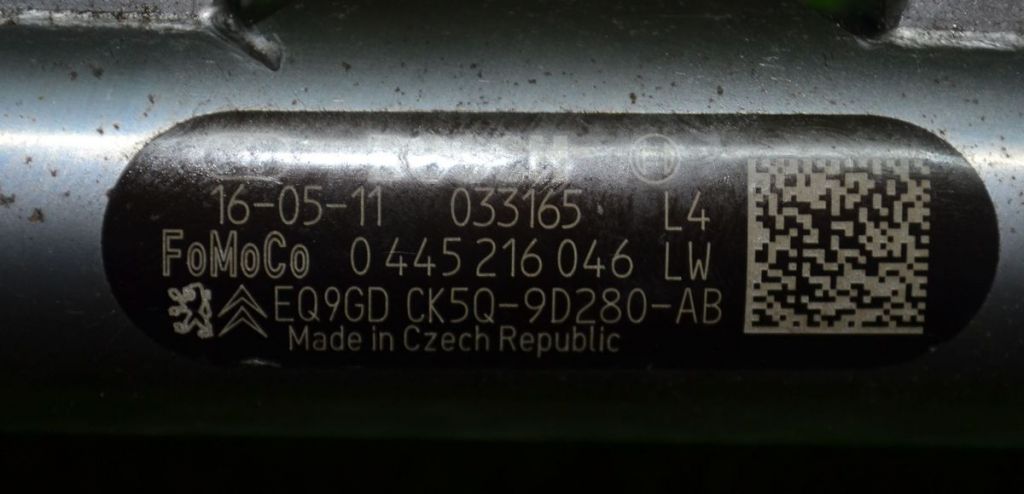 16-05-11 033165 L4
FoMoCo 0 445 216 046 LW
EQ9GD CK5Q-9D280-AB
Made in Czech Republic